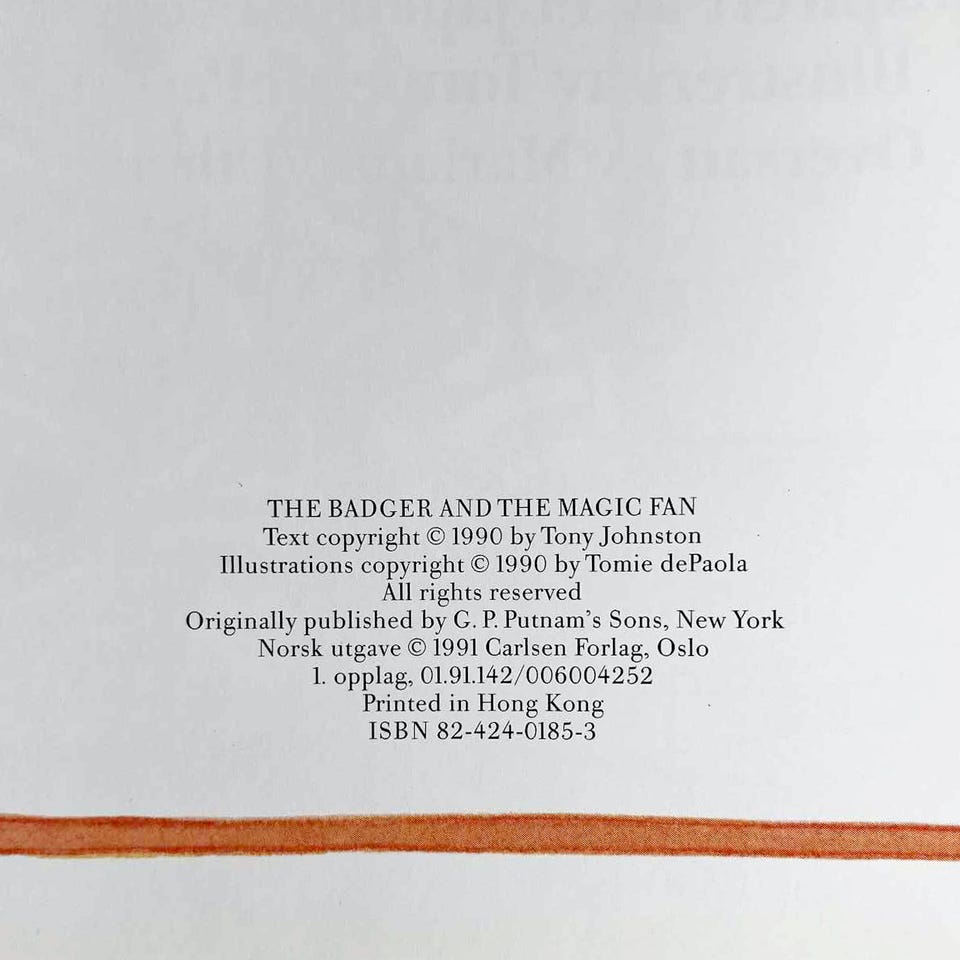 THE BADGER AND THE MAGIC FAN
Text copyright © 1990 by Tony Johnston
Illustrations copyright © 1990 by Tomie dePaola
All rights reserved
Originally published by G. P. Putnam's Sons, New York
Norsk utgave © 1991 Carlsen Forlag, Oslo
1. opplag, 01.91.142/006004252
Printed in Hong Kong
ISBN 82-424-0185-3